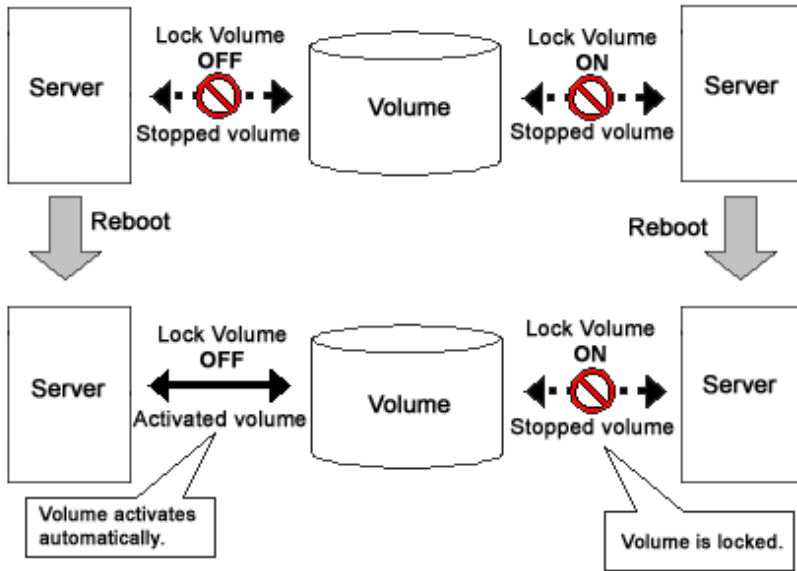 Lock Volume
OFF
Lock Volume
ON
Server
Volume
Server
Stopped volume
Stopped volume
Reboot
Reboot
Lock Volume
OFF
Lock Volume
ON
Server
Volume
Server
Activated volume
Stopped volume
Volume activates
automatically.
Volume is locked.